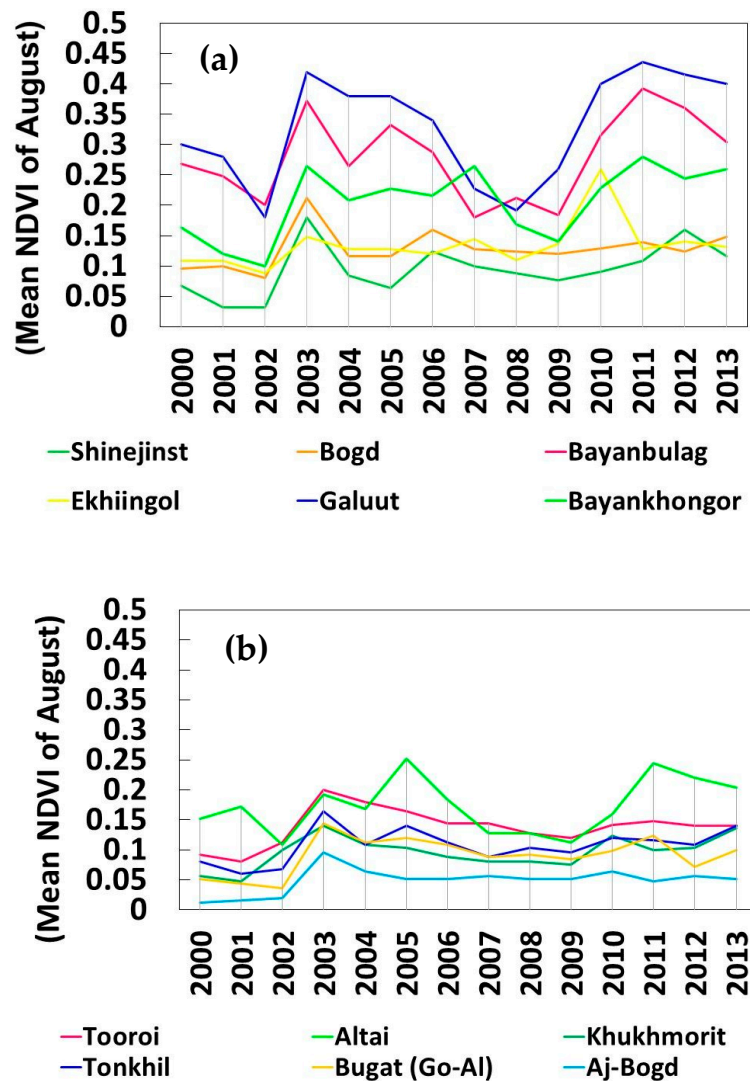 (a)
(Mean NDVI of August)
0.5
0.45
0.4
0.35
0.3
0.25
0.2
0.15
0.1
0.05
0
2000 2001 2002 2003 2004 2005 2006 2007 2008 2009 2010 2011 2012 2013
Shinejinst Bogd Bayanbulag
Ekhiingol Galuut Bayankhongor
(b)
(Mean NDVI of August)
0.5
0.45
0.4
0.35
0.3
0.25
0.2
0.15
0.1
0.05
0
2000 2001 2002 2003 2004 2005 2006 2007 2008 2009 2010 2011 2012 2013
Tooroi Altai Khukhmorit
Tonkhil Bugat (Go-Al) Aj-Bogd